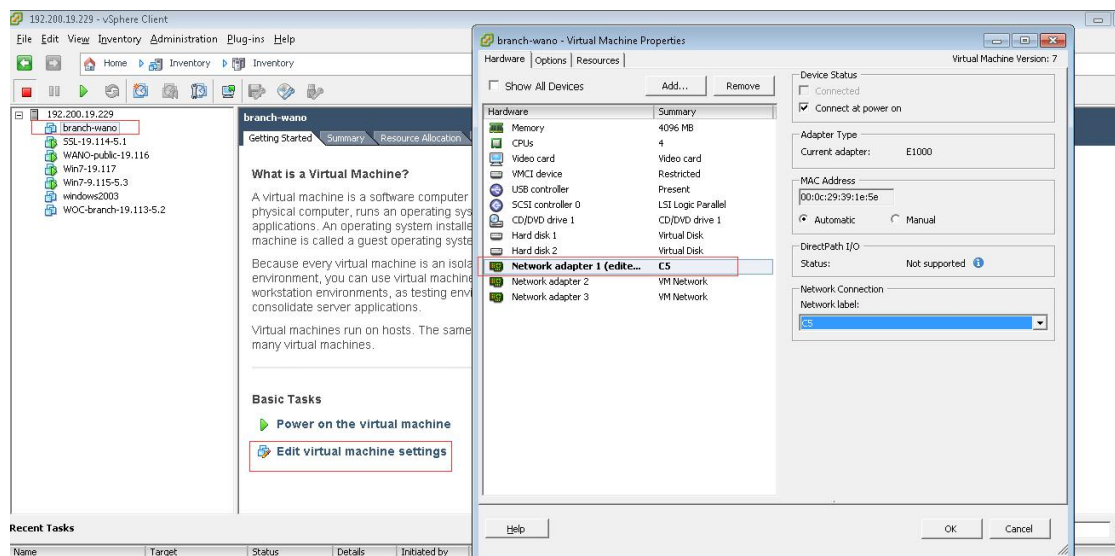 192.200.19.229 - vSphere Client
File Edit View Inventory Administration Plug-ins Help
Home Inventory Inventory
192.200.19.229
branch-wano
SSL-19.114-5.1
WANO-public-19.116
Win7-19.117
Win7-9.115-5.3
windows2003
WOC-branch-19.113-5.2
branch-wano
Getting Started Summary Resource Allocation
What is a Virtual Machine?
A virtual machine is a software computer
physical computer, runs an operating sys
applications. An operating system installe
machine is called a guest operating syste
Because every virtual machine is an isola
environment, you can use virtual machine
workstation environments, as testing envi
consolidate server applications.
Virtual machines run on hosts. The same
many virtual machines.
Basic Tasks
Power on the virtual machine
Edit virtual machine settings
Recent Tasks
Name Target Status Details Initiated by
branch-wano - Virtual Machine Properties
Hardware Options Resources
Virtual Machine Version: 7
Show All Devices Add... Remove
Hardware Summary
Memory 4096 MB
CPUs 4
Video card Video card
VMCI device Restricted
USB controller Present
SCSI controller 0 LSI Logic Parallel
CD/DVD drive 1 CD/DVD drive 1
Hard disk 1 Virtual Disk
Hard disk 2 Virtual Disk
Network adapter 1 (edite... C5
Network adapter 2 VM Network
Network adapter 3 VM Network
Device Status
Connected
Connect at power on
Adapter Type
Current adapter: E1000
MAC Address
00:0c:29:39:1e:5e
Automatic Manual
DirectPath I/O
Status: Not supported
Network Connection
Network label:
C5
Help OK Cancel